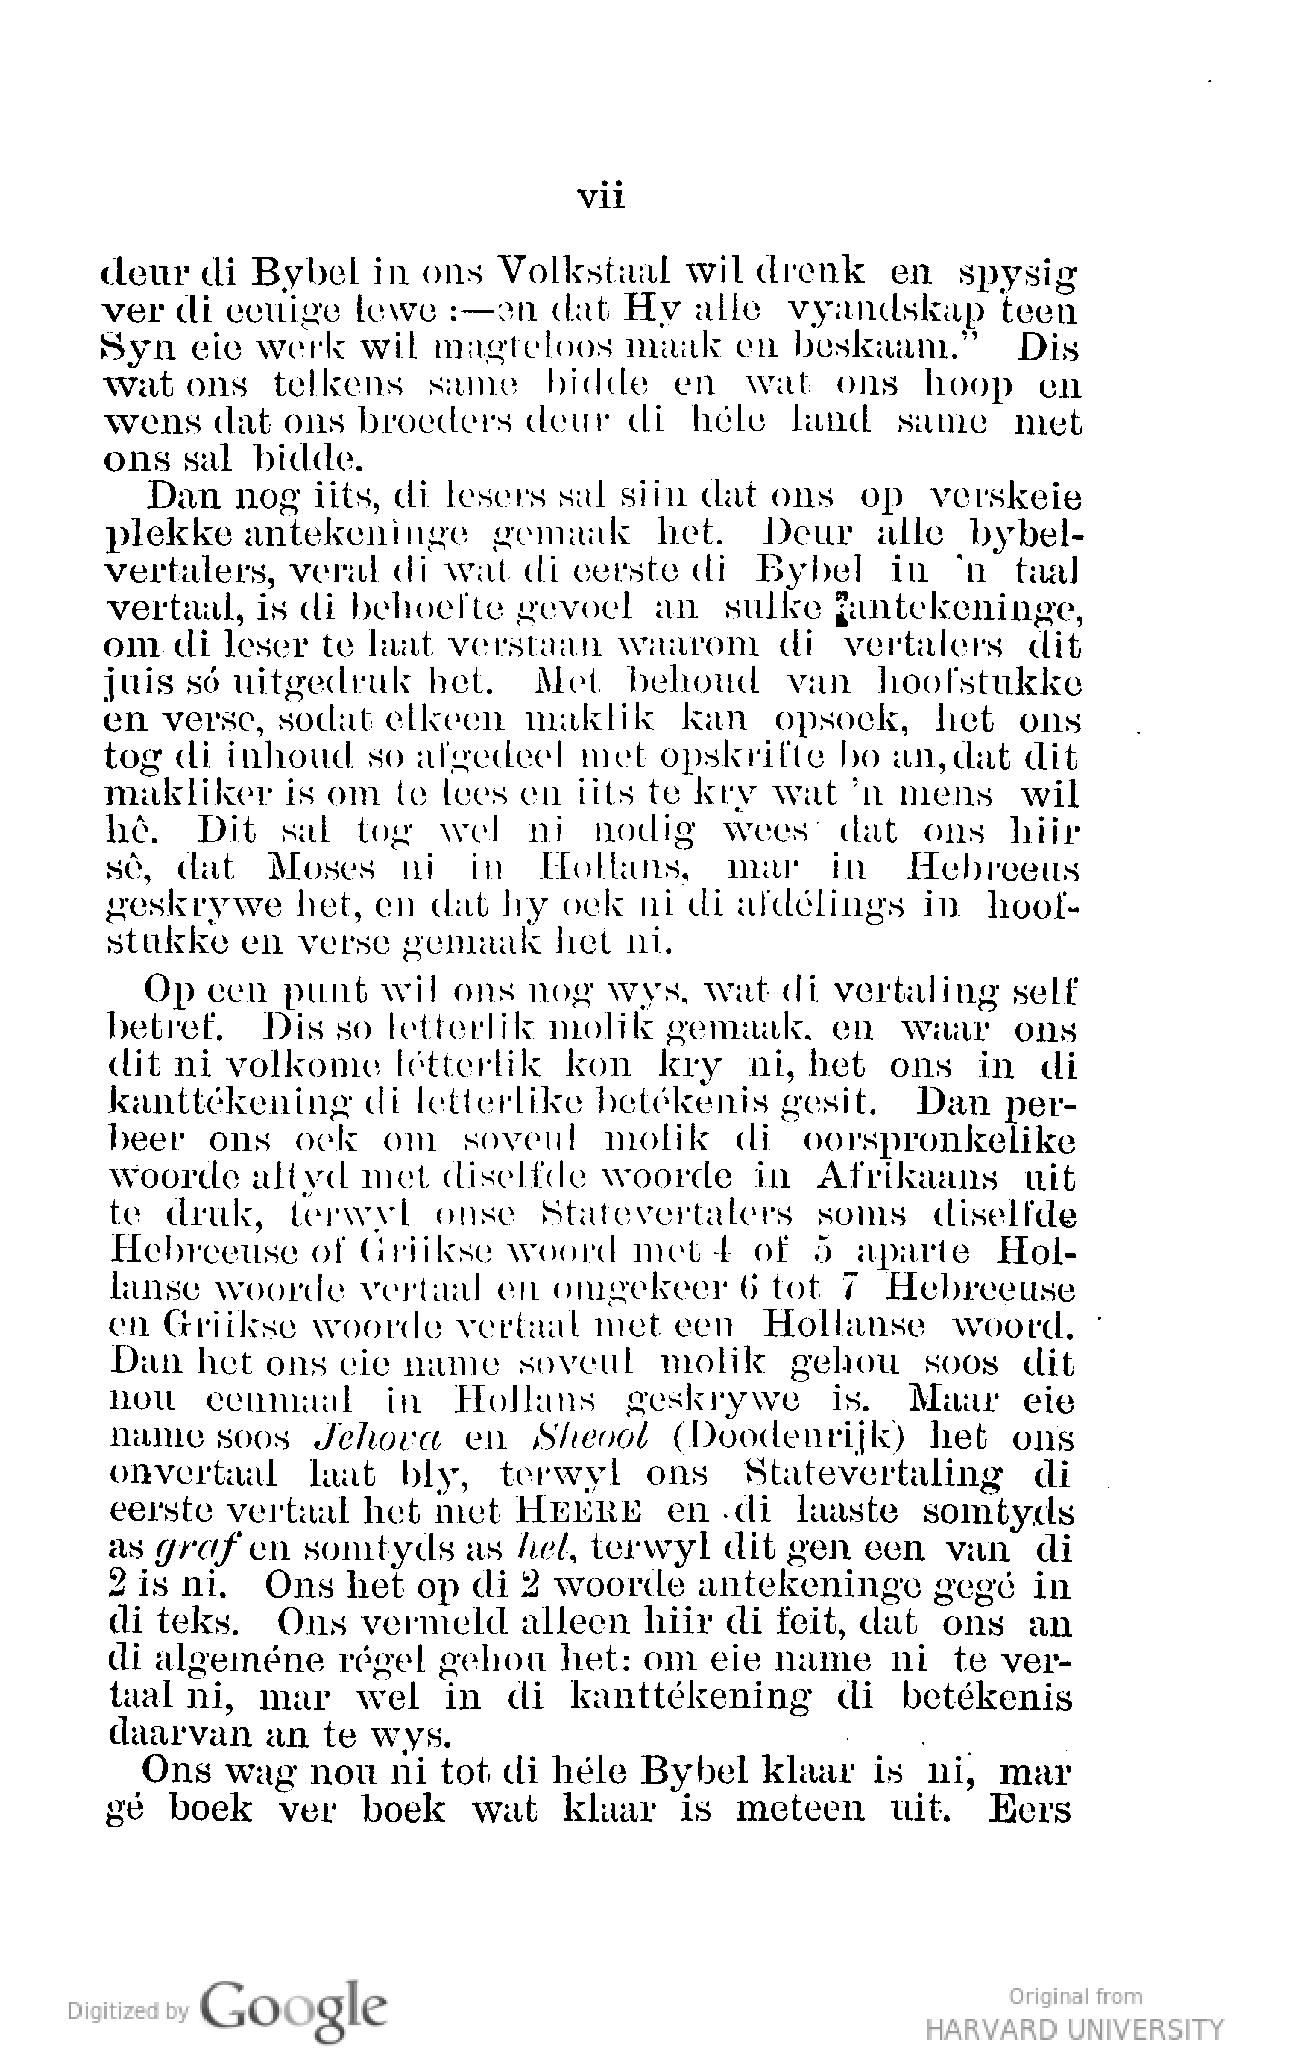 vii
deur di Bybel in ons Volkstaal wil drenk en spysig
ver di eeuige lewe :—en dat Hy alle vyandskap teen
Syn eie werk wil magteloos maak en beskaam.” Dis
wat ons telkens same bidde en wat ons hoop en
wens dat ons broeders deur di héle land same met
ons sal bidde.
Dan nog iits, di lesers sal siin dat ons op verskeie
plekke antekeninge gemaak het. Deur alle bybel-
vertalers, veral di wat di eerste di Bybel in 'n taal
vertaal, is di behoefte gevoel an sulke antekeninge,
om di leser te laat verstaan waarom di vertalers dit
juis só uitgedruk het. Met behoud van hoofstukke
en verse, sodat elkeen maklik kan opsoek, het ons
tog di inhoud so afgedeel met opskrifte bo an, dat dit
makliker is om te lees en iits te kry wat 'n mens wil
hê. Dit sal tog wel ni nodig wees dat ons hiir
sê, dat Moses ni in Hollans, mar in Hebreeus
geskrywe het, en dat hy oek ni di afdélings in hoof-
stukke en verse gemaak het ni.
Op een punt wil ons nog wys, wat di vertaling self
betref. Dis so letterlik molik gemaak. en waar ons
dit ni volkome létterlik kon kry ni, het ons in di
kanttékening di letterlike betékenis gesit. Dan per-
beer ons oek om soveul molik di oorspronkelike
woorde altyd met diselfde woorde in Afrikaans uit
te druk, terwyl onse Statevertalers soms diselfde
Hebreeuse of Griikse woord met 4 of 5 aparte Hol-
lanse woorde vertaal en omgekeer 6 tot 7 Hebreeuse
en Griikse woorde vertaal met een Hollanse woord.
Dan het ons eie name soveul molik gehou soos dit
nou eenmaal in Hollans geskrywe is. Maar eie
name soos Jehova en Sheool (Doodenrijk) het ons
onvertaal laat bly, terwyl ons Statevertaling di
eerste vertaal het met HEERE en di laaste somtyds
as graf en somtyds as hel, terwyl dit gen een van di
2 is ni. Ons het op di 2 woorde antekeninge gegé in
di teks. Ons vermeld alleen hiir di feit, dat ons an
di algeméne régel gehou het: om eie name ni te ver-
taal ni, mar wel in di kanttékening di betékenis
daarvan an te wys.
Ons wag nou ni tot di héle Bybel klaar is ni, mar
gé boek ver boek wat klaar is meteen uit. Eers
Digitized by Google
Original from
HARVARD UNIVERSITY